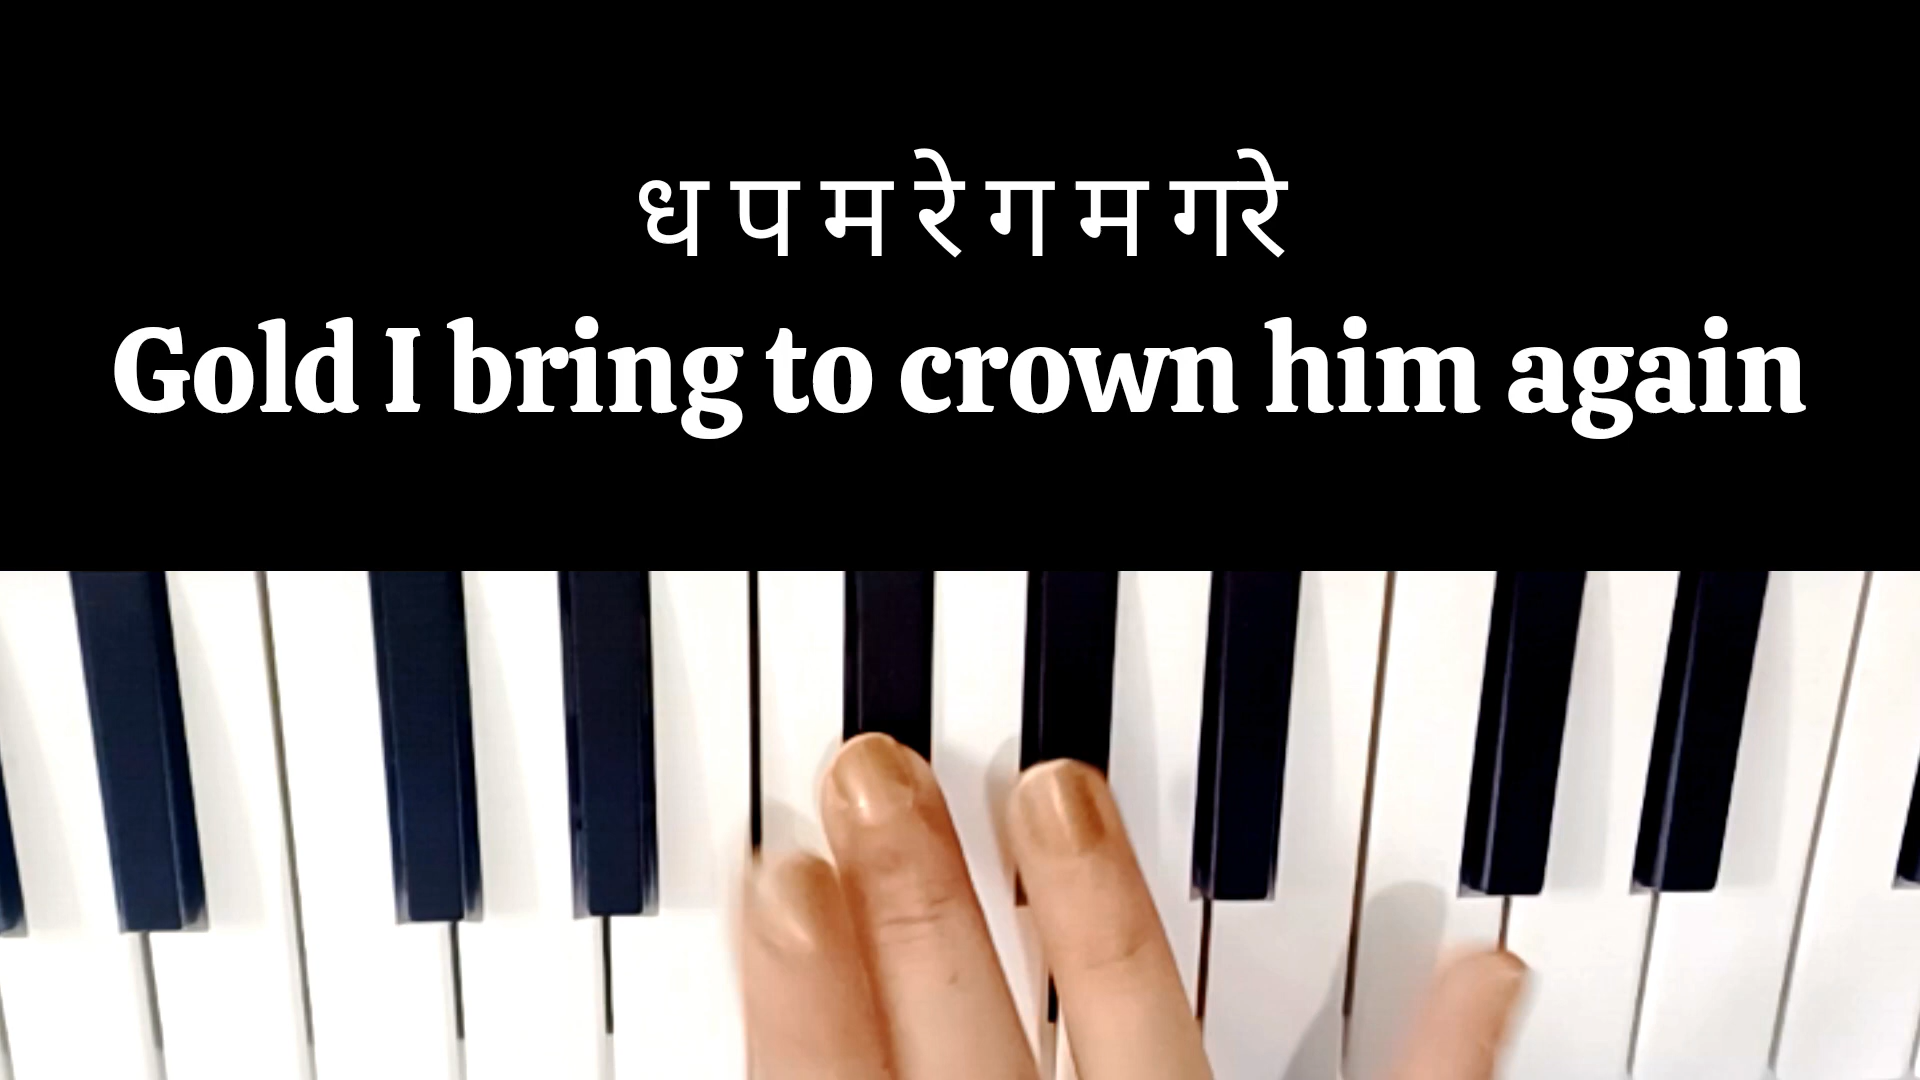 ध प म रे ग म गरे
Gold I bring to crown him again